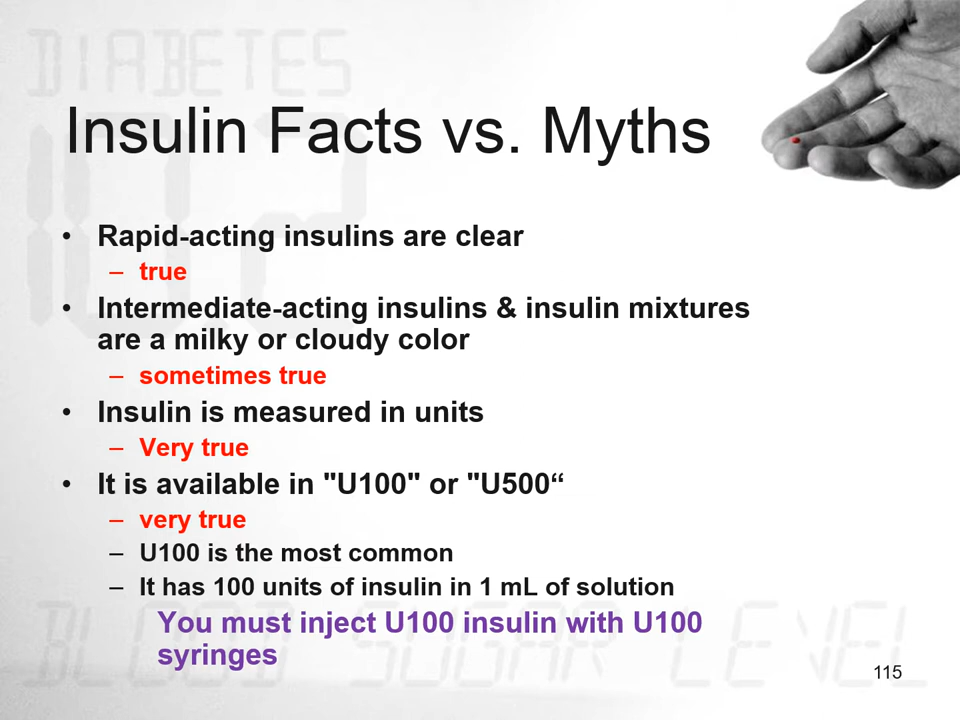 DIABETES
10.2
Insulin Facts vs. Myths
• Rapid-acting insulins are clear
– true
• Intermediate-acting insulins & insulin mixtures
are a milky or cloudy color
– sometimes true
• Insulin is measured in units
– Very true
• It is available in "U100" or "U500“
– very true
– U100 is the most common
– It has 100 units of insulin in 1 mL of solution
You must inject U100 insulin with U100
syringes
BLOOD SUGAR LEVEL
115